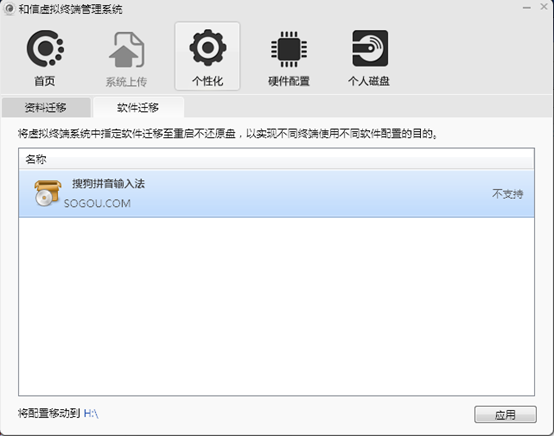 和信虚拟终端管理系统
首页
系统上传
个性化
硬件配置
个人磁盘
资料迁移
软件迁移
将虚拟终端系统中指定软件迁移至重启不还原盘，以实现不同终端使用不同软件配置的目的。
名称
搜狗拼音输入法
SOGOU.COM
不支持
将配置移动到 H:\
应用